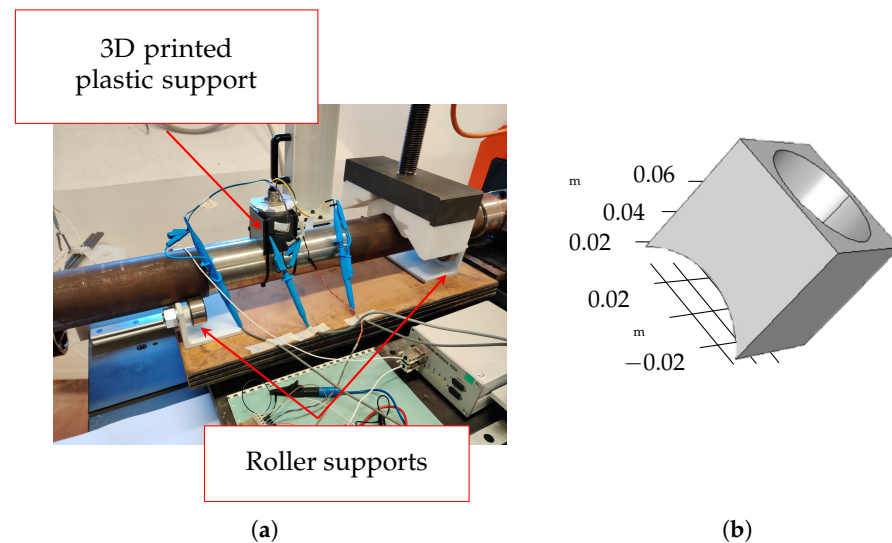 3D printed
plastic support
Roller supports
(a)
m
0.06
0.04
0.02
0.02
m
−0.02
(b)